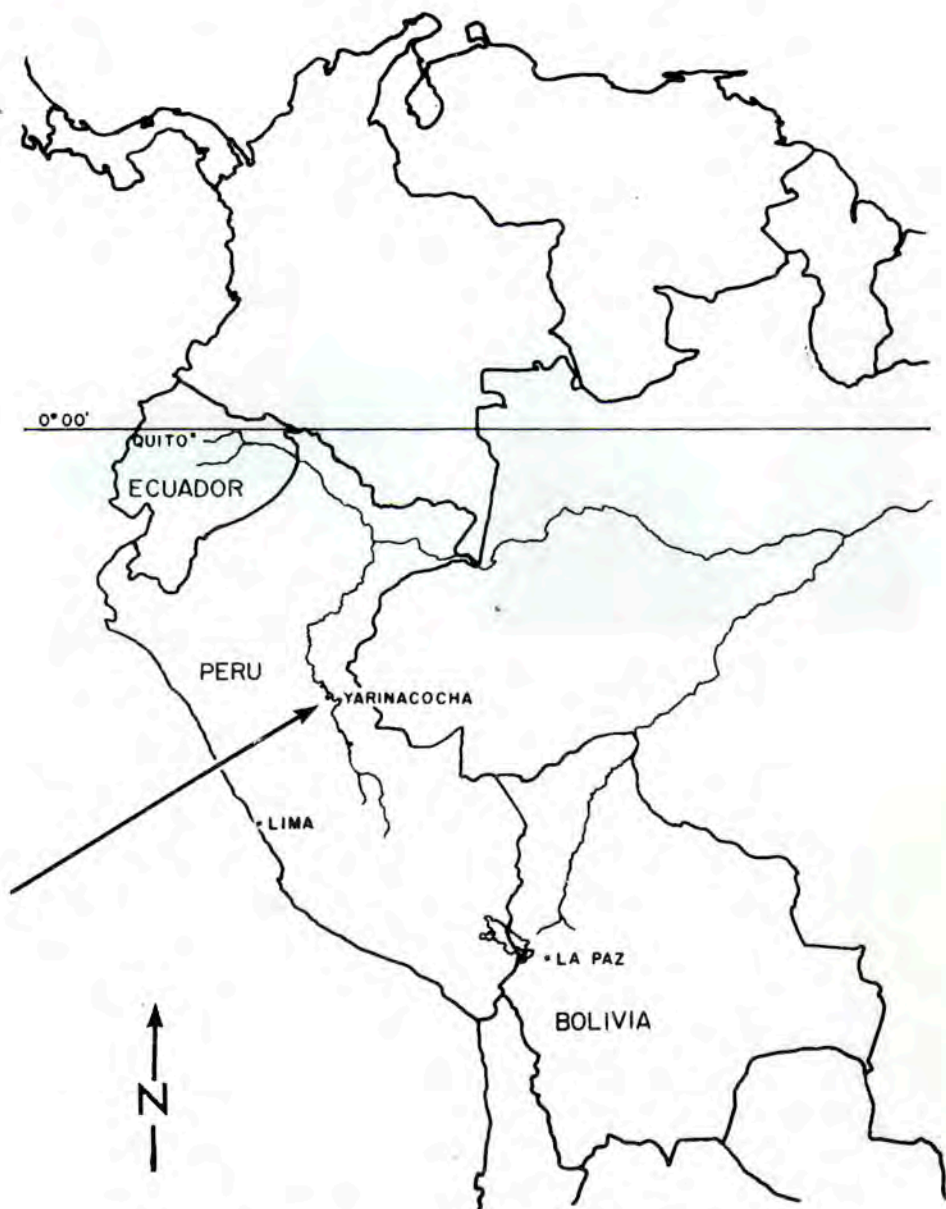 0° 00'
QUITO
ECUADOR
PERU
YARINACOCHA
LIMA
LA PAZ
BOLIVIA
N